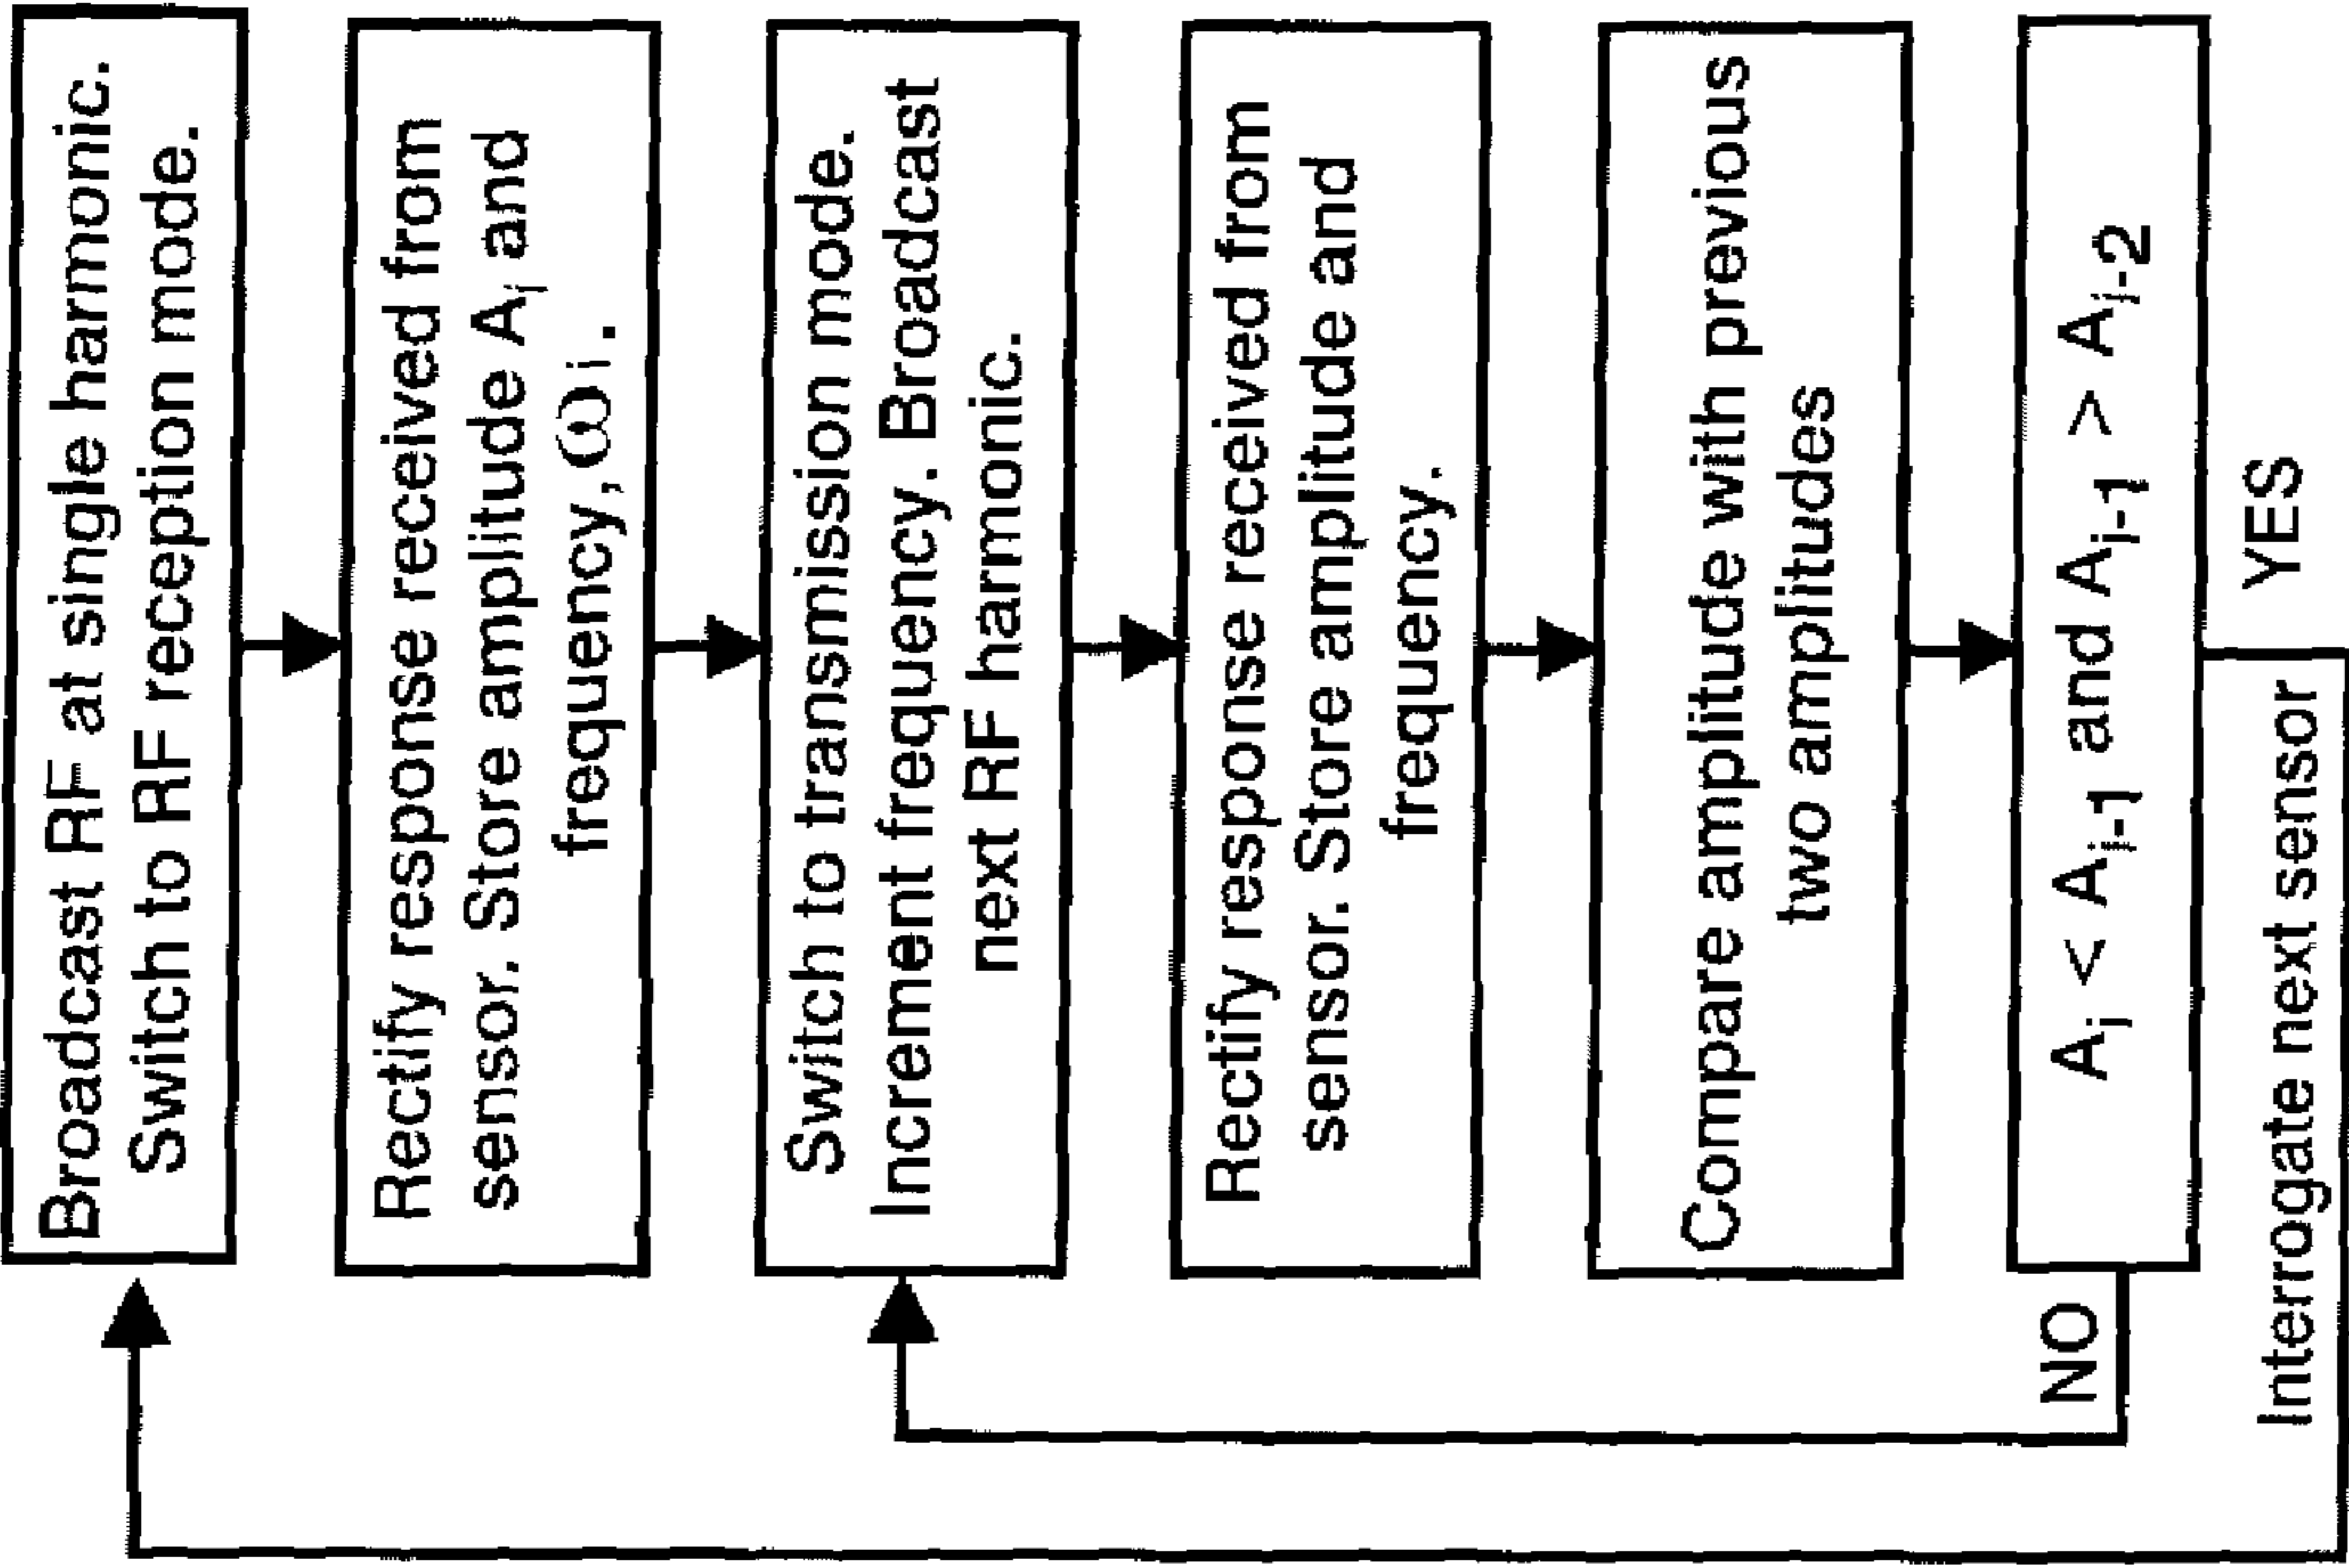 Broadcast RF at single harmonic.
Switch to RF reception mode.
Rectify response received from
sensor. Store amplitude Ai and
frequency, ωi.
Switch to transmission mode.
Increment frequency. Broadcast
next RF harmonic.
Rectify response received from
sensor. Store amplitude and
frequency.
Compare amplitude with previous
two amplitudes
Ai < Ai-1 and Ai-1 > Ai-2
NO
YES
Interrogate next sensor